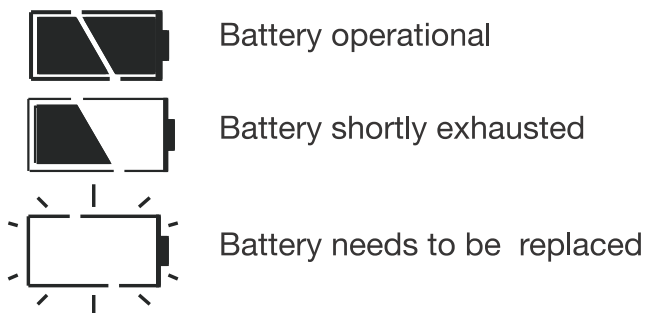 Battery operational
Battery shortly exhausted
Battery needs to be replaced